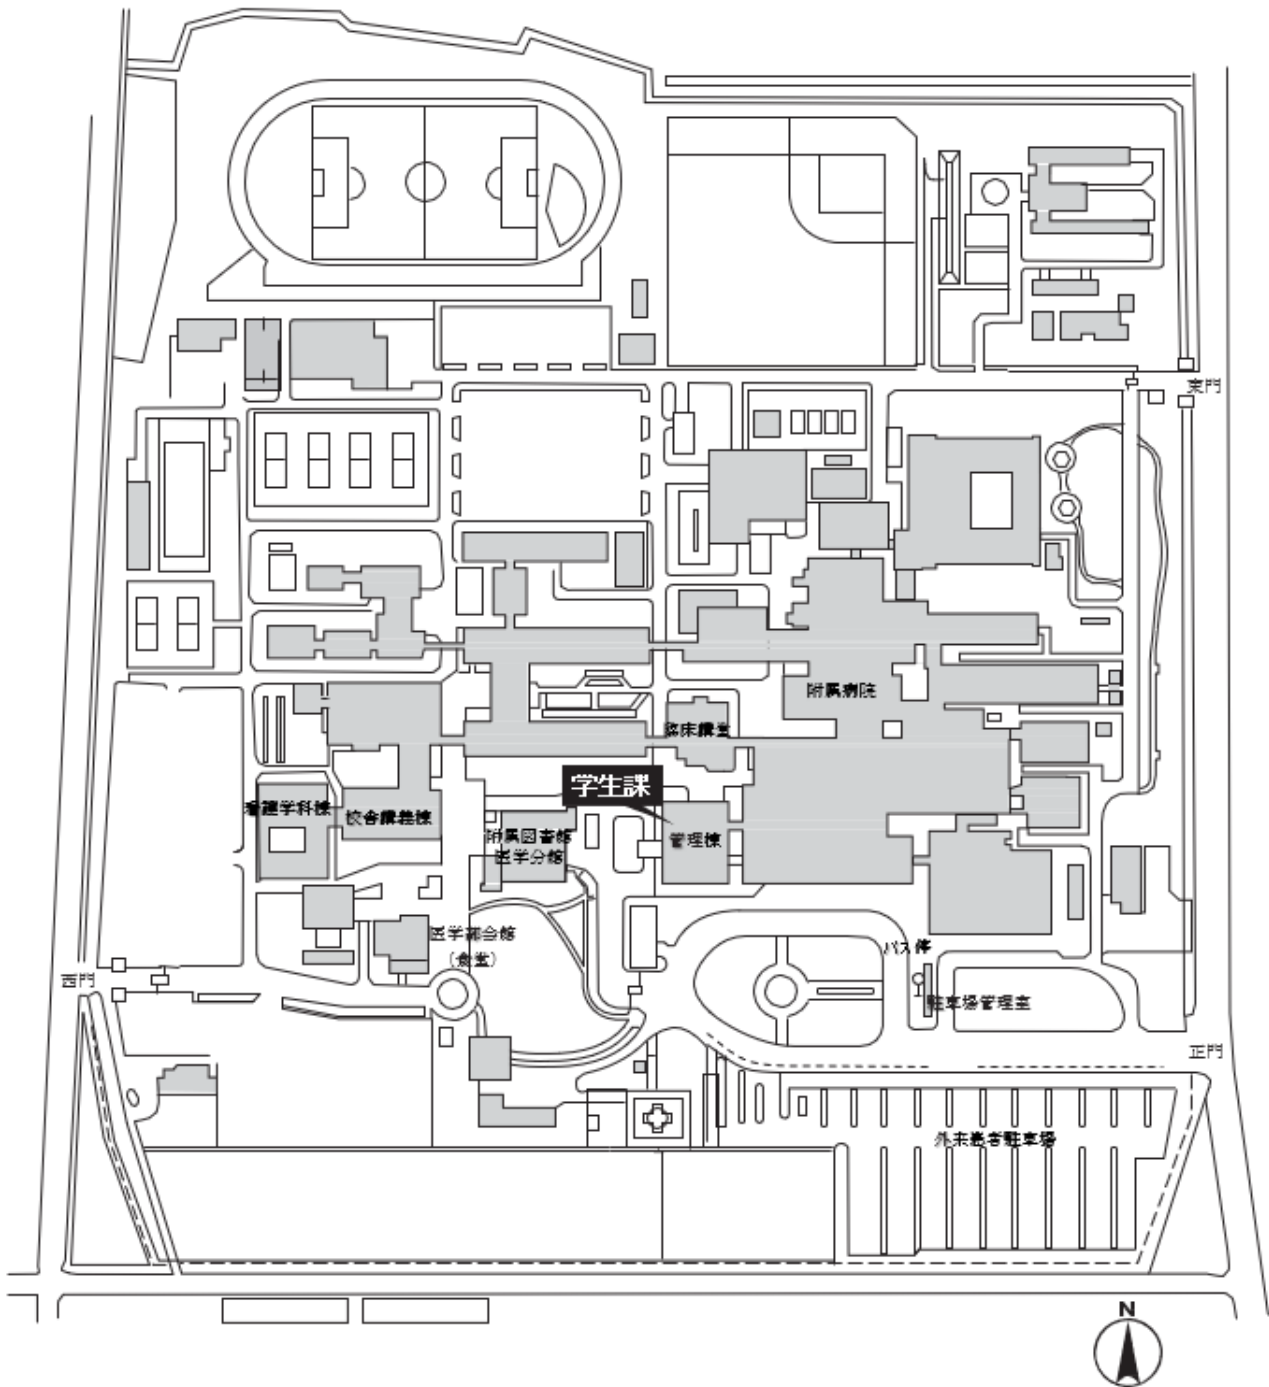 東門
附属病院
臨床講堂
学生課
看護学科棟
校舎講義棟
附属図書館
医学分館
管理棟
医学部会館
(食堂)
バス停
西門
駐車場管理室
正門
外来患者駐車場
N